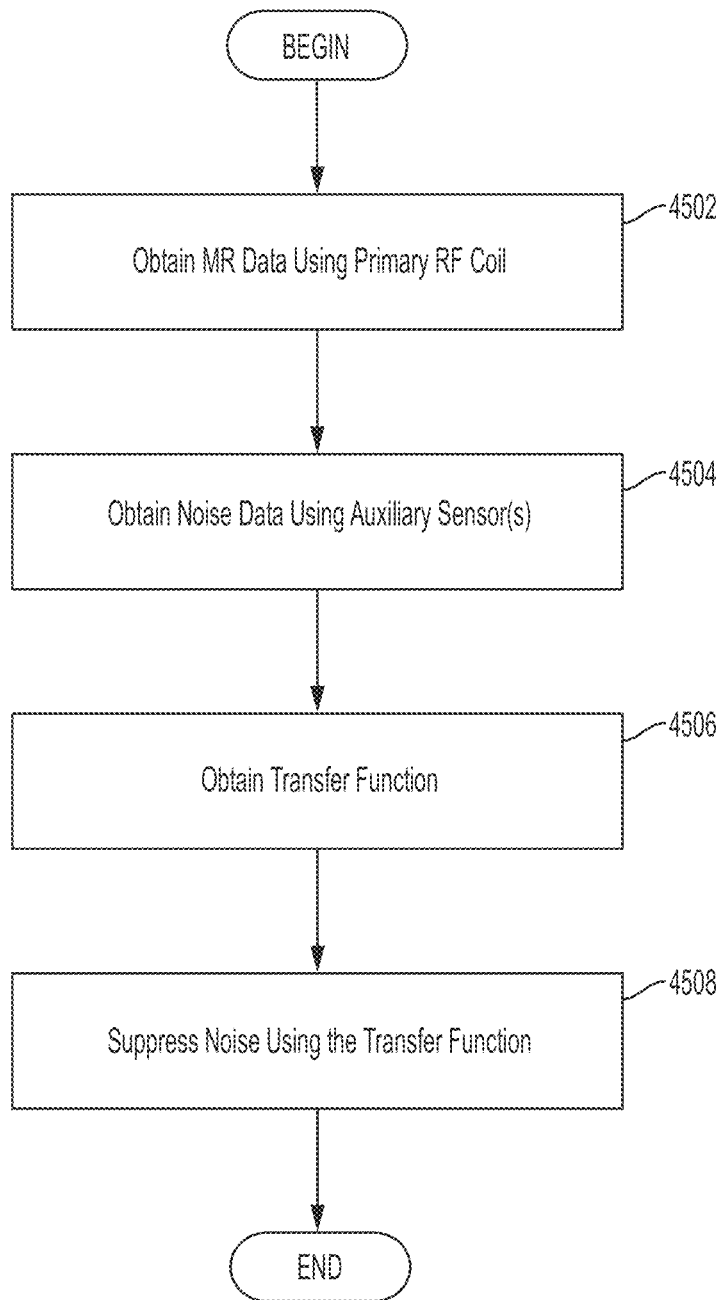 BEGIN
4502
Obtain MR Data Using Primary RF Coil
4504
Obtain Noise Data Using Auxiliary Sensor(s)
4506
Obtain Transfer Function
4508
Suppress Noise Using the Transfer Function
END